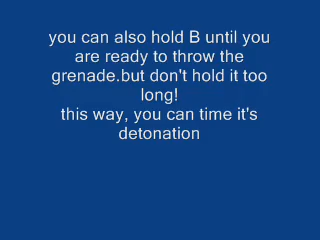 you can also hold B until you
are ready to throw the
grenade.but don't hold it too
long!
this way, you can time it's
detonation